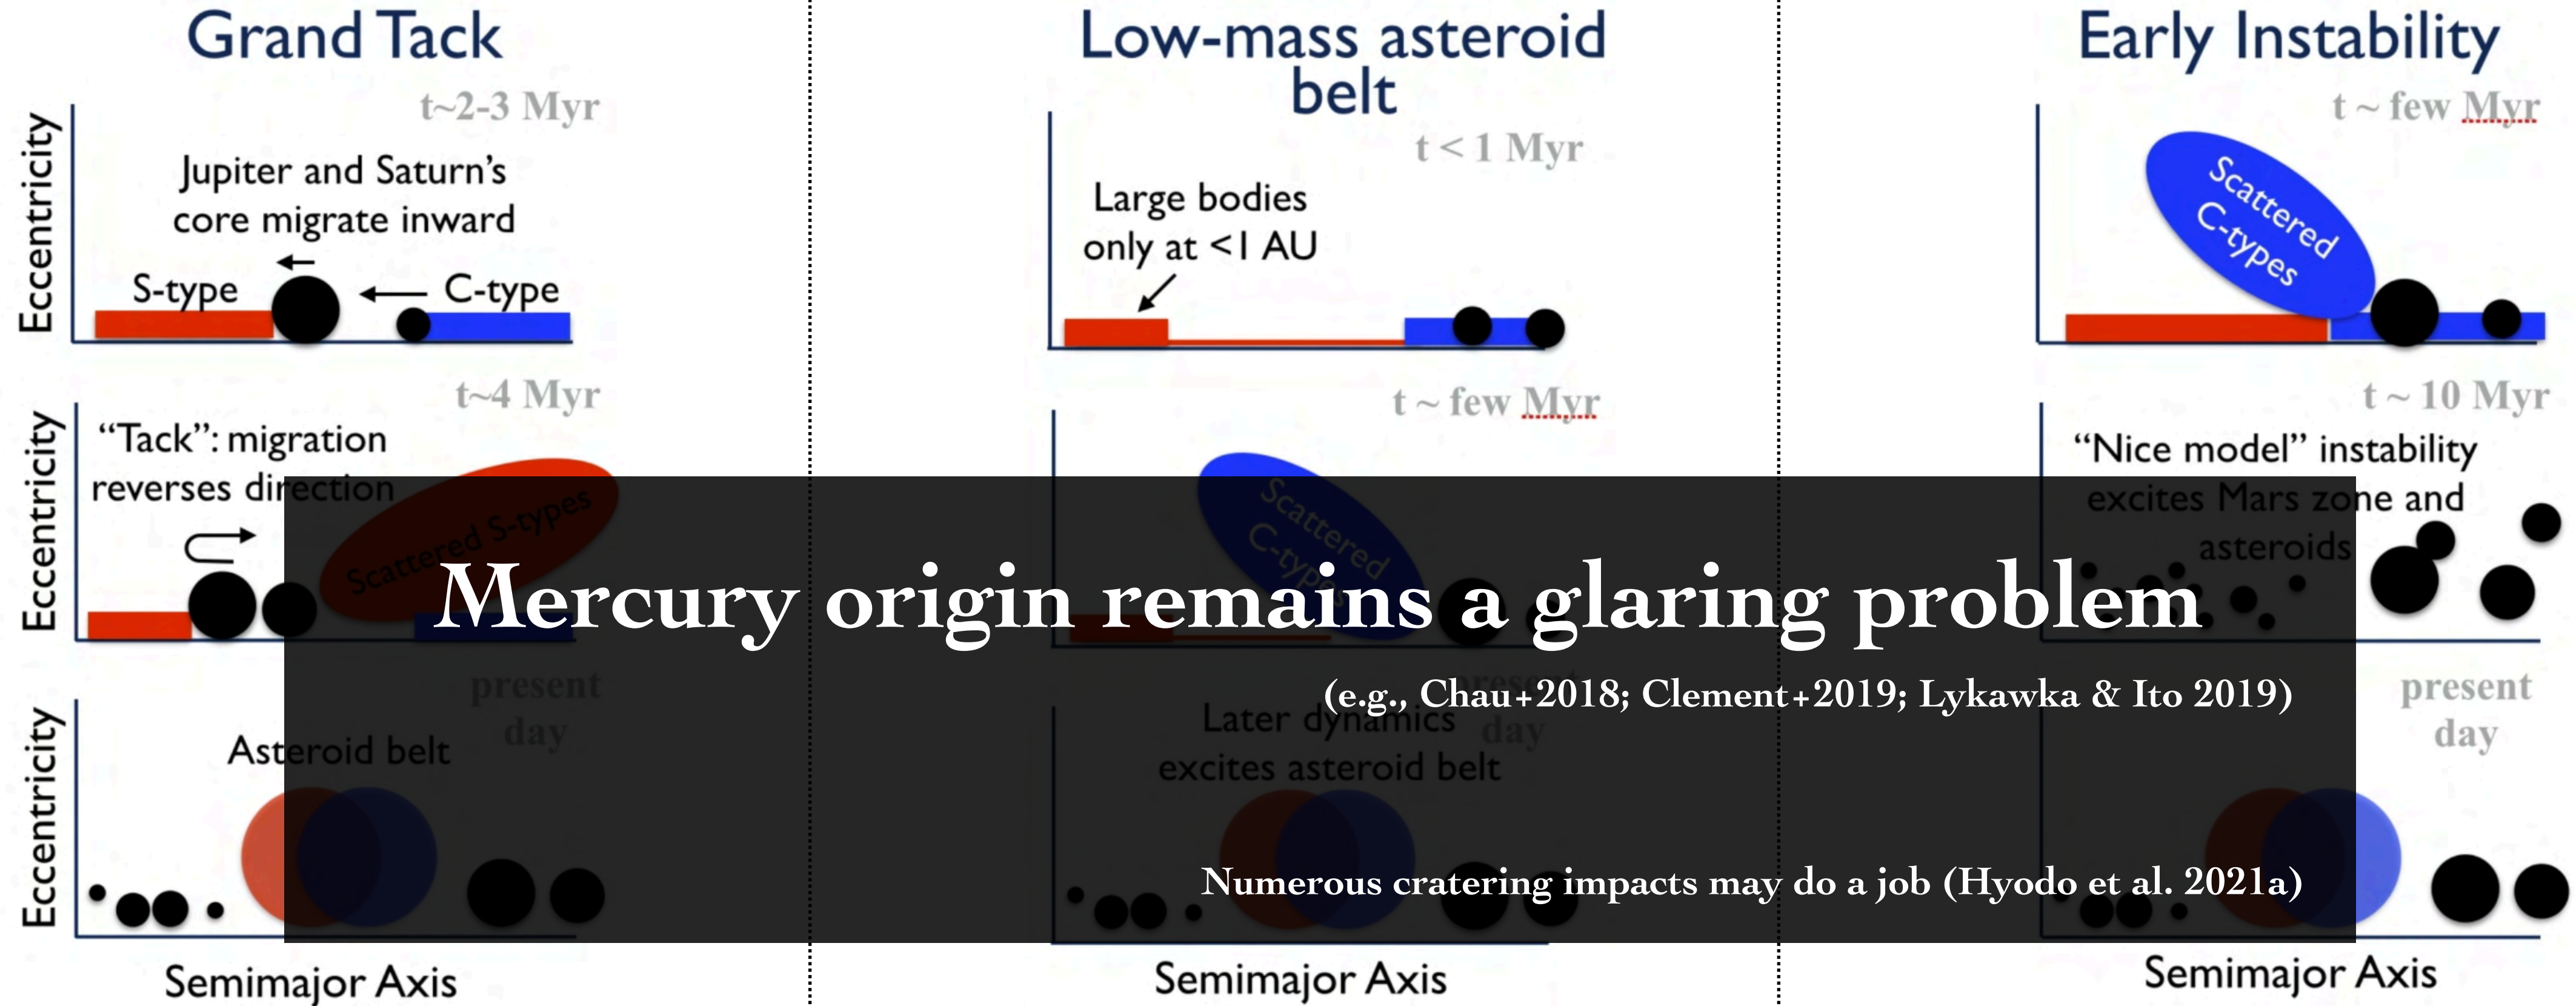 Grand Tack
t~2-3 Myr
Eccentricity
Jupiter and Saturn's
core migrate inward
S-type
C-type
t~4 Myr
Eccentricity
“Tack”: migration
reverses direction
Scattered S-types
present
day
Eccentricity
Asteroid belt
Semimajor Axis
Low-mass asteroid
belt
t < 1 Myr
Large bodies
only at <1 AU
t ~ few Myr
Scattered
C-types
present
day
Later dynamics
excites asteroid belt
Semimajor Axis
Early Instability
t ~ few Myr
Scattered
C-types
t ~ 10 Myr
“Nice model” instability
excites Mars zone and
asteroids
present
day
Semimajor Axis
Mercury origin remains a glaring problem
(e.g., Chau+2018; Clement+2019; Lykawka & Ito 2019)
Numerous cratering impacts may do a job (Hyodo et al. 2021a)